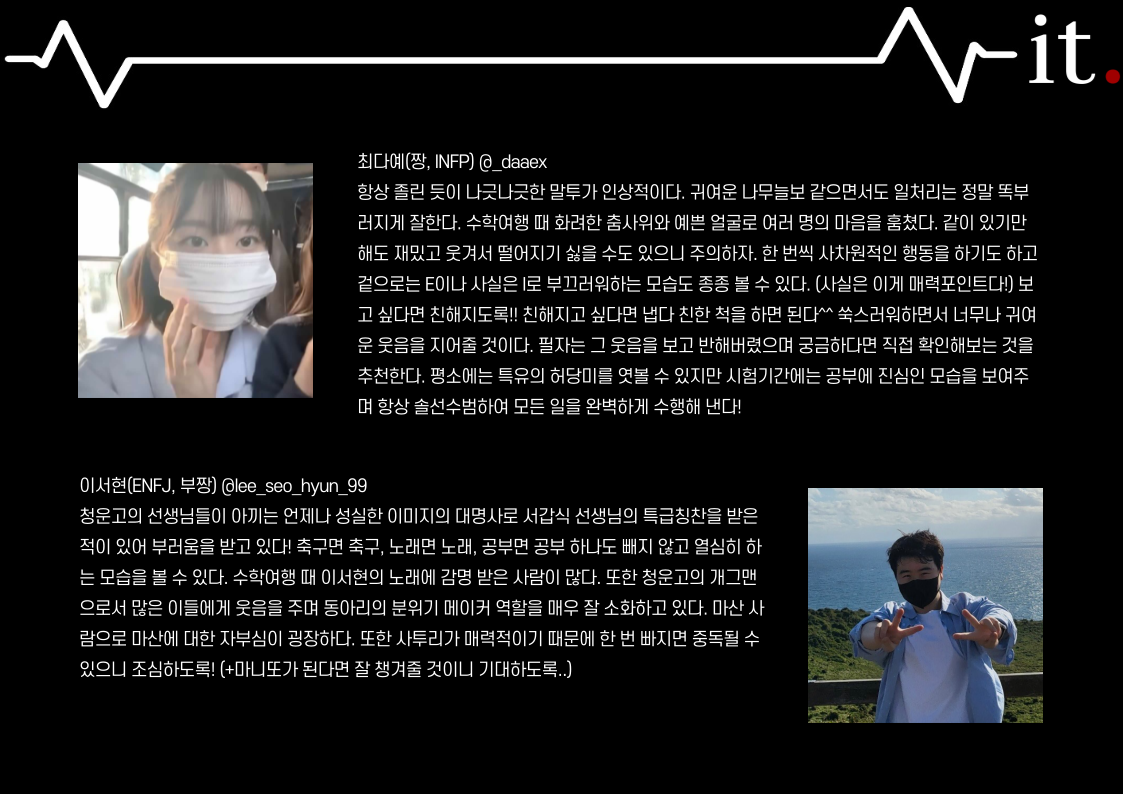 it.
최다예(짱, INFP) @_daaex
항상 졸린 듯이 나긋나긋한 말투가 인상적이다. 귀여운 나무늘보 같으면서도 일처리는 정말 똑부
러지게 잘한다. 수학여행 때 화려한 춤사위와 예쁜 얼굴로 여러 명의 마음을 훔쳤다. 같이 있기만
해도 재밌고 웃겨서 떨어지기 싫을 수도 있으니 주의하자. 한 번씩 사차원적인 행동을 하기도 하고
겉으로는 E이나 사실은 I로 부끄러워하는 모습도 종종 볼 수 있다. (사실은 이게 매력포인트다!) 보
고 싶다면 친해지도록!! 친해지고 싶다면 냅다 친한 척을 하면 된다^^ 쑥스러워하면서 너무나 귀여
운 웃음을 지어줄 것이다. 필자는 그 웃음을 보고 반해버렸으며 궁금하다면 직접 확인해보는 것을
추천한다. 평소에는 특유의 허당미를 엿볼 수 있지만 시험기간에는 공부에 진심인 모습을 보여주
며 항상 솔선수범하여 모든 일을 완벽하게 수행해 낸다!
이서현(ENFJ, 부짱) @lee_seo_hyun_99
청운고의 선생님들이 아끼는 언제나 성실한 이미지의 대명사로 서갑식 선생님의 특급칭찬을 받은
적이 있어 부러움을 받고 있다! 축구면 축구, 노래면 노래, 공부면 공부 하나도 빼지 않고 열심히 하
는 모습을 볼 수 있다. 수학여행 때 이서현의 노래에 감명 받은 사람이 많다. 또한 청운고의 개그맨
으로서 많은 이들에게 웃음을 주며 동아리의 분위기 메이커 역할을 매우 잘 소화하고 있다. 마산 사
람으로 마산에 대한 자부심이 굉장하다. 또한 사투리가 매력적이기 때문에 한 번 빠지면 중독될 수
있으니 조심하도록! (+마니또가 된다면 잘 챙겨줄 것이니 기대하도록..)